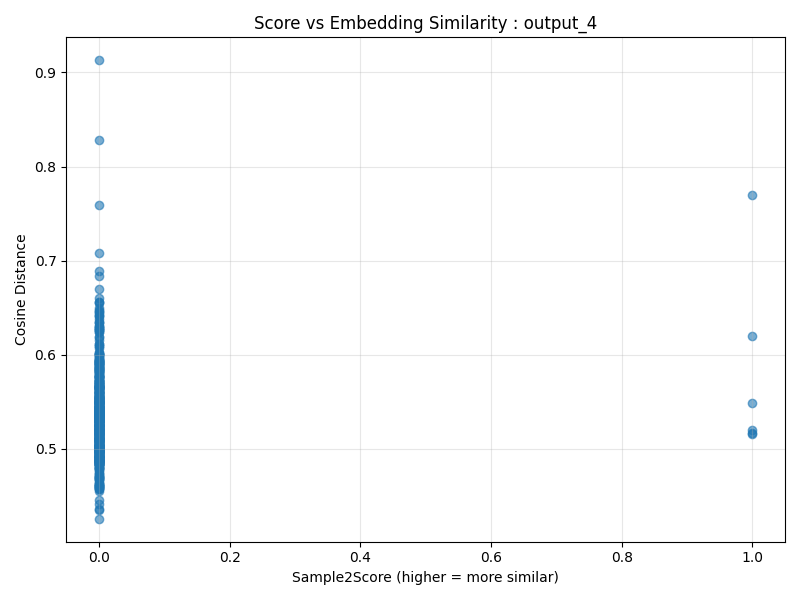 Score vs Embedding Similarity : output_4
Cosine Distance
0.9
0.8
0.7
0.6
0.5
0.0 0.2 0.4 0.6 0.8 1.0
Sample2Score (higher = more similar)